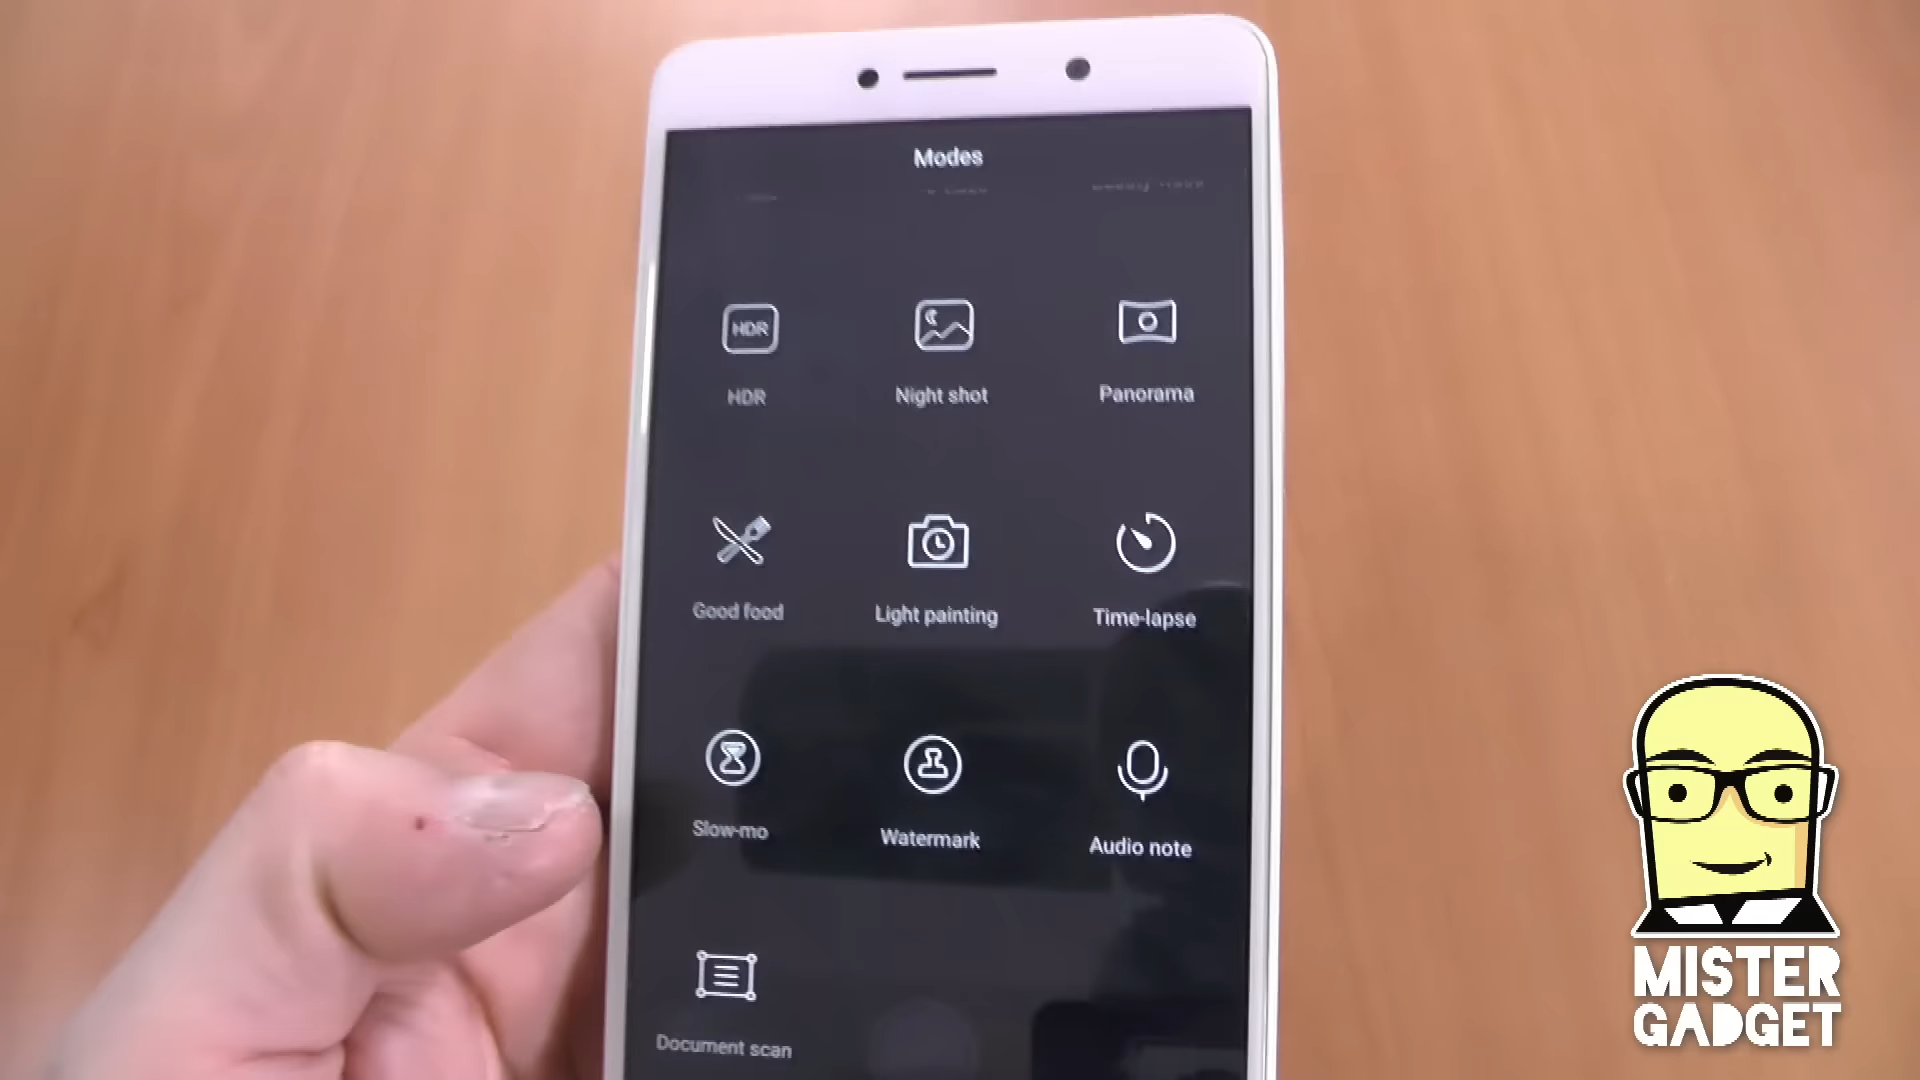 Modes
HDR
HDR
Night shot
Panorama
Good food
Light painting
Time-lapse
Slow-mo
Watermark
Audio note
Document scan
MISTER
GADGET